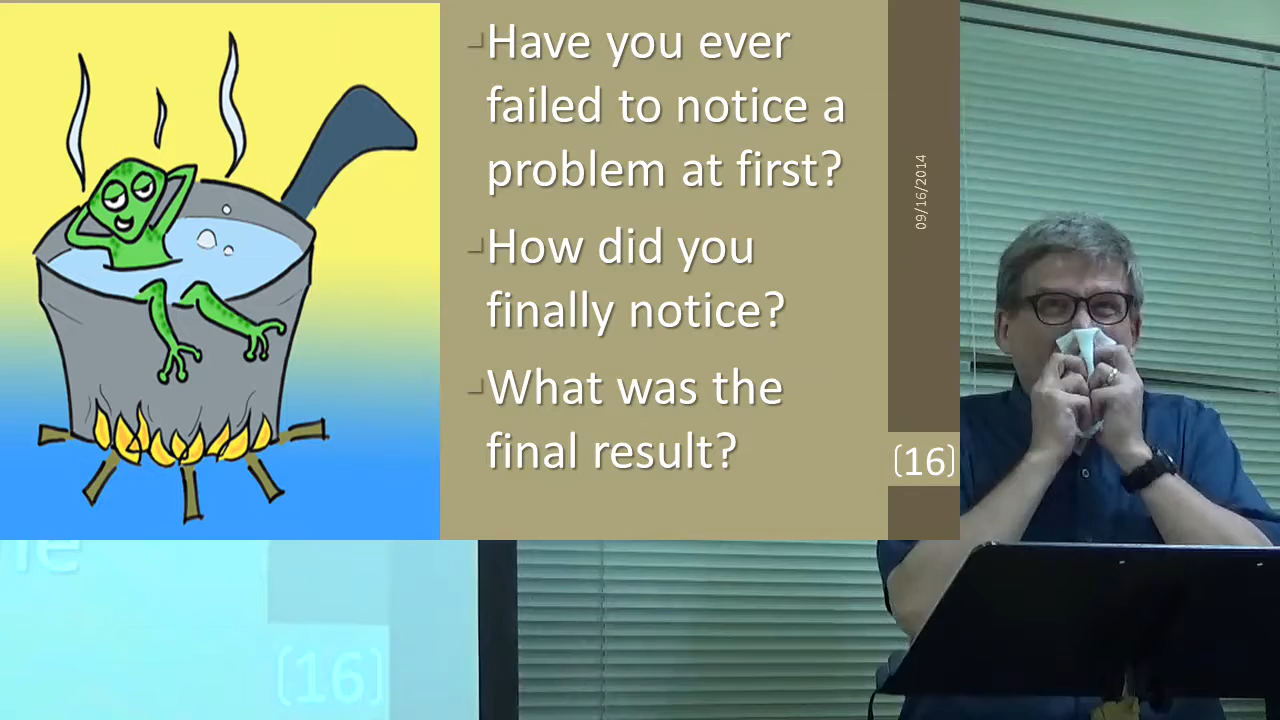 Have you ever
failed to notice a
problem at first?
How did you
finally notice?
What was the
final result?
09/16/2014
(16)
(16)